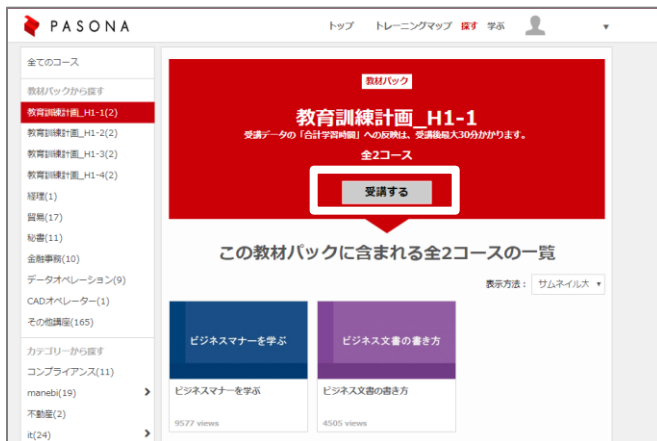 PASONA
トップ トレーニングマップ 探す 学ぶ
全てのコース
教材パックから探す
教育訓練計画_H1-1(2)
教育訓練計画_H1-2(2)
教育訓練計画_H1-3(2)
教育訓練計画_H1-4(2)
経理(1)
貿易(17)
秘書(11)
金融事務(10)
データオペレーション(9)
CADオペレーター(1)
その他講座(165)
カテゴリーから探す
コンプライアンス(11)
manebi(19)
不動産(2)
it(24)
教材パック
教育訓練計画_H1-1
受講データの「合計学習時間」への反映は、受講後最大30分かかります。
全2コース
受講する
この教材パックに含まれる全2コースの一覧
表示方法： サムネイル大
ビジネスマナーを学ぶ
ビジネスマナーを学ぶ
9577 views
ビジネス文書の書き方
ビジネス文書の書き方
4505 views